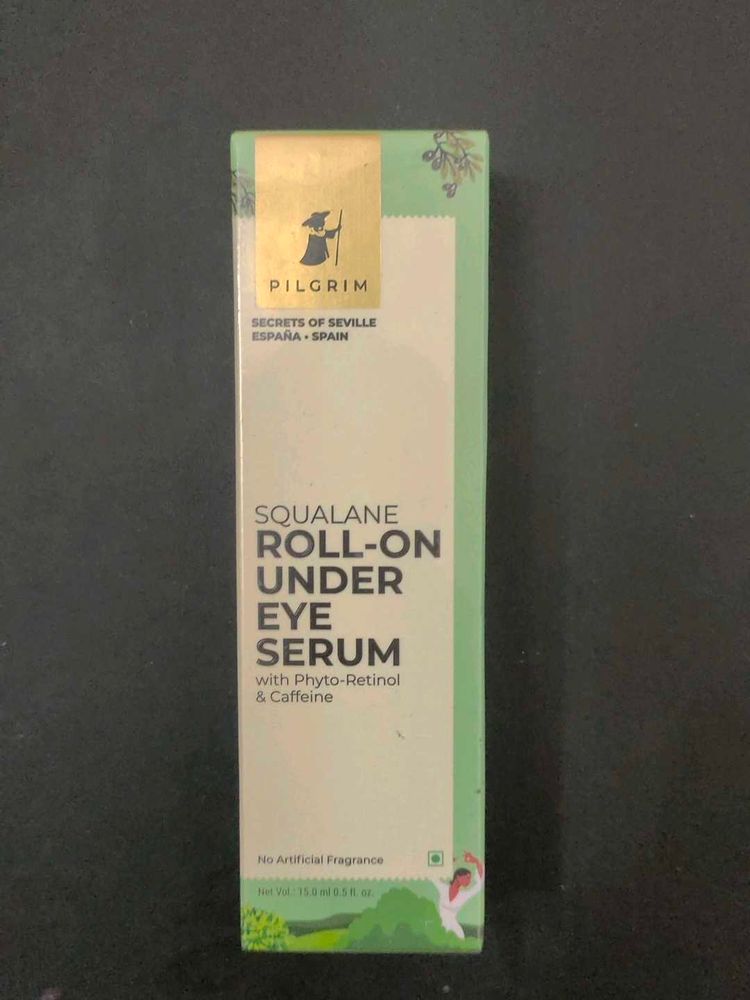 PILGRIM
SECRETS OF SEVILLE
ESPAÑA • SPAIN
SQUALANE
ROLL-ON
UNDER
EYE
SERUM
with Phyto-Retinol
& Caffeine
No Artificial Fragrance
Net Vol.: 15.0 ml 0.5 fl. oz.